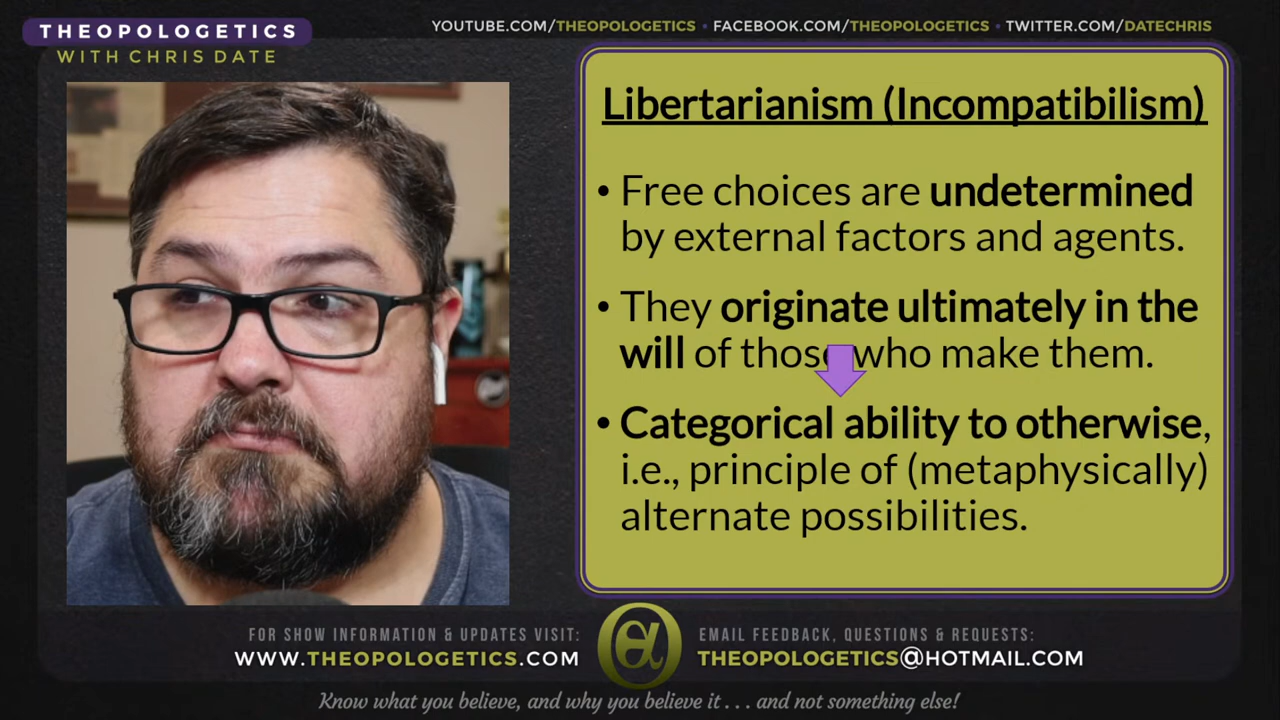 THEOPOLOGETICS
WITH CHRIS DATE
YOUTUBE.COM/THEOPOLOGETICS • FACEBOOK.COM/THEOPOLOGETICS • TWITTER.COM/DATECHRIS
Libertarianism (Incompatibilism)
• Free choices are undetermined
by external factors and agents.
• They originate ultimately in the
will of those who make them.
• Categorical ability to otherwise,
i.e., principle of (metaphysically)
alternate possibilities.
FOR SHOW INFORMATION & UPDATES VISIT:
WWW.THEOPOLOGETICS.COM
EMAIL FEEDBACK, QUESTIONS & REQUESTS:
THEOPOLOGETICS@HOTMAIL.COM
Know what you believe, and why you believe it . . . and not something else!